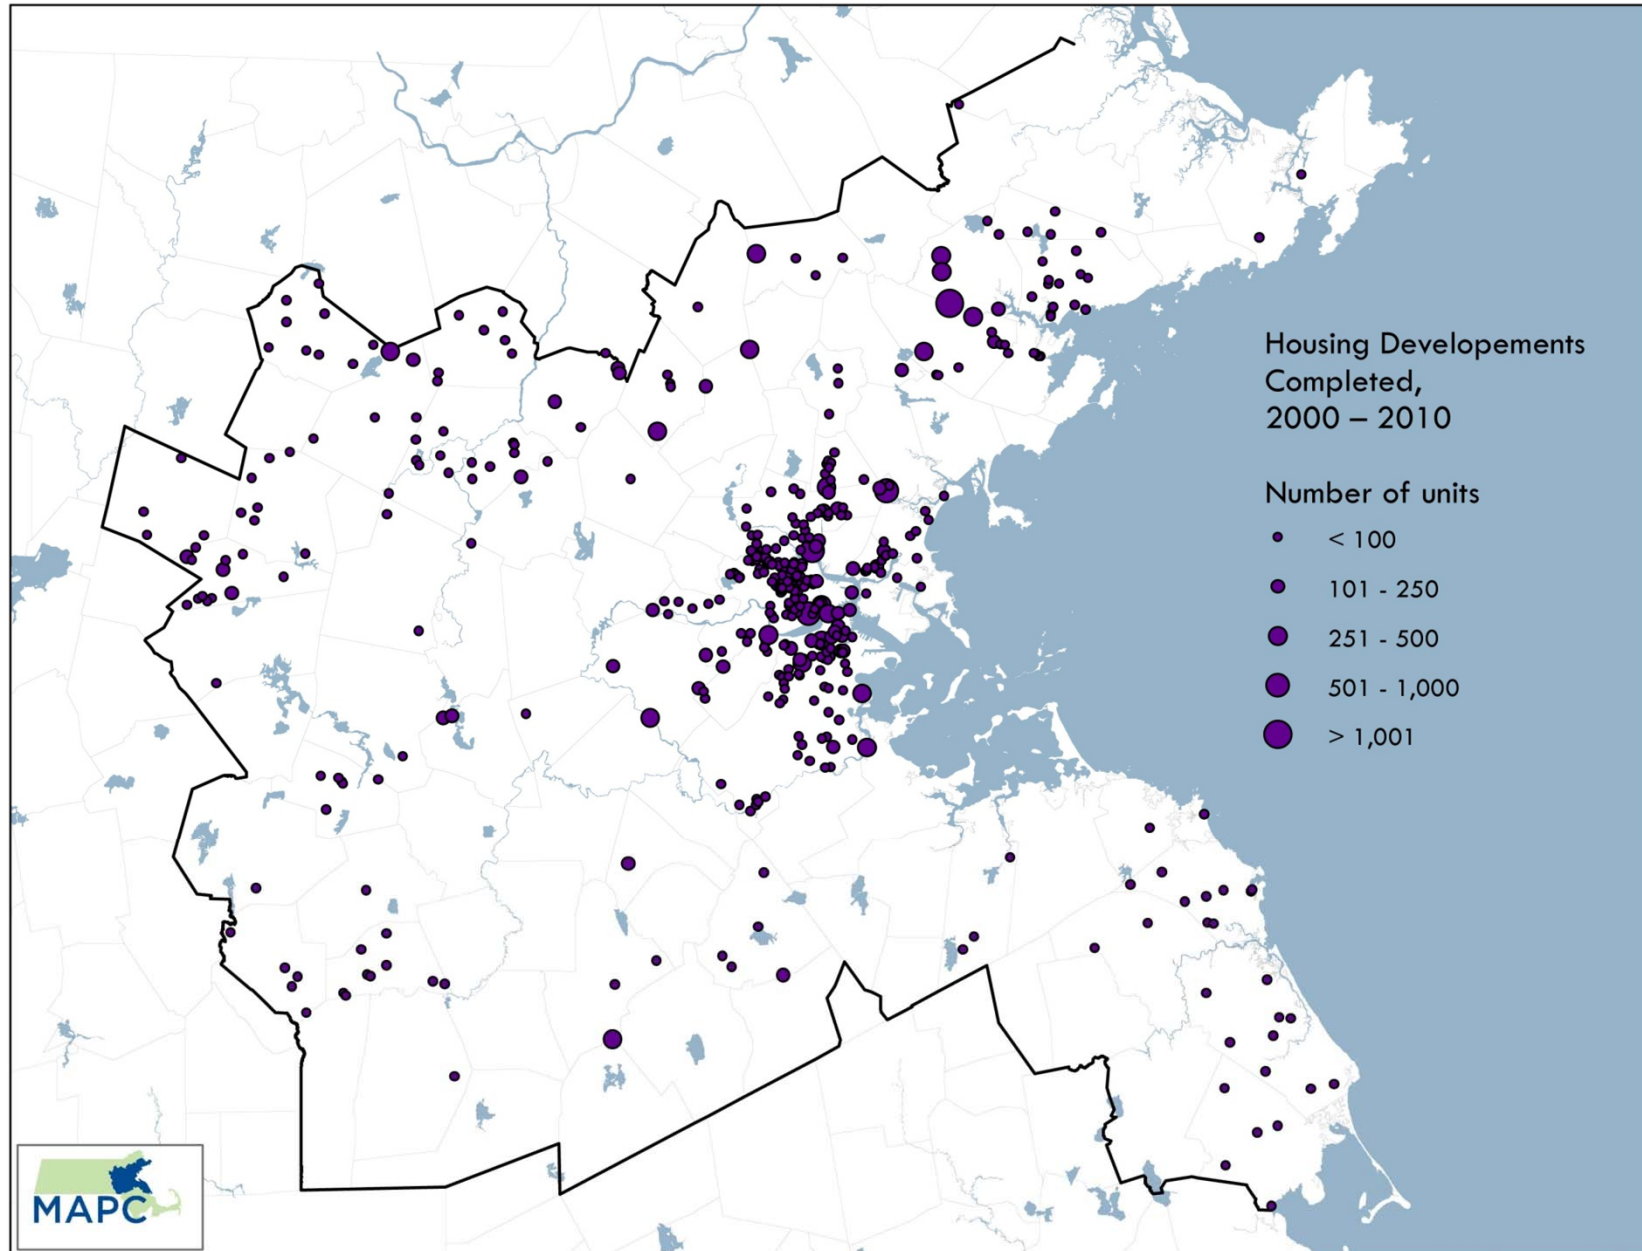 Housing Developements
Completed,
2000 – 2010
Number of units
< 100
101 - 250
251 - 500
501 - 1,000
> 1,001
MAPC